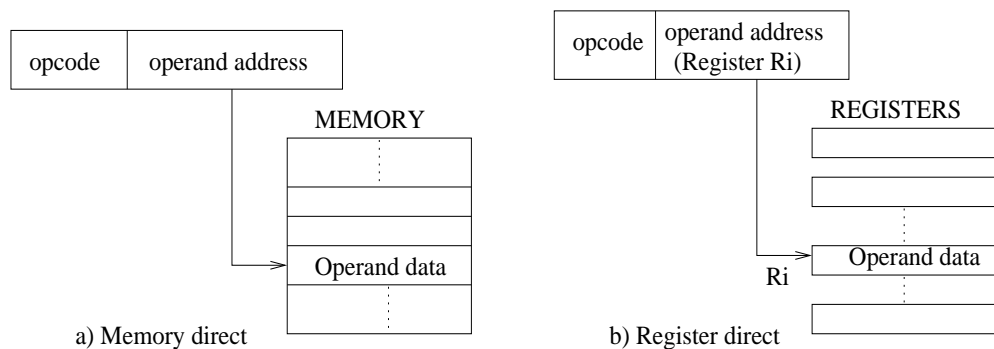 opcode
operand address
MEMORY
Operand data
a) Memory direct
opcode
operand address
(Register Ri)
REGISTERS
Operand data
Ri
b) Register direct